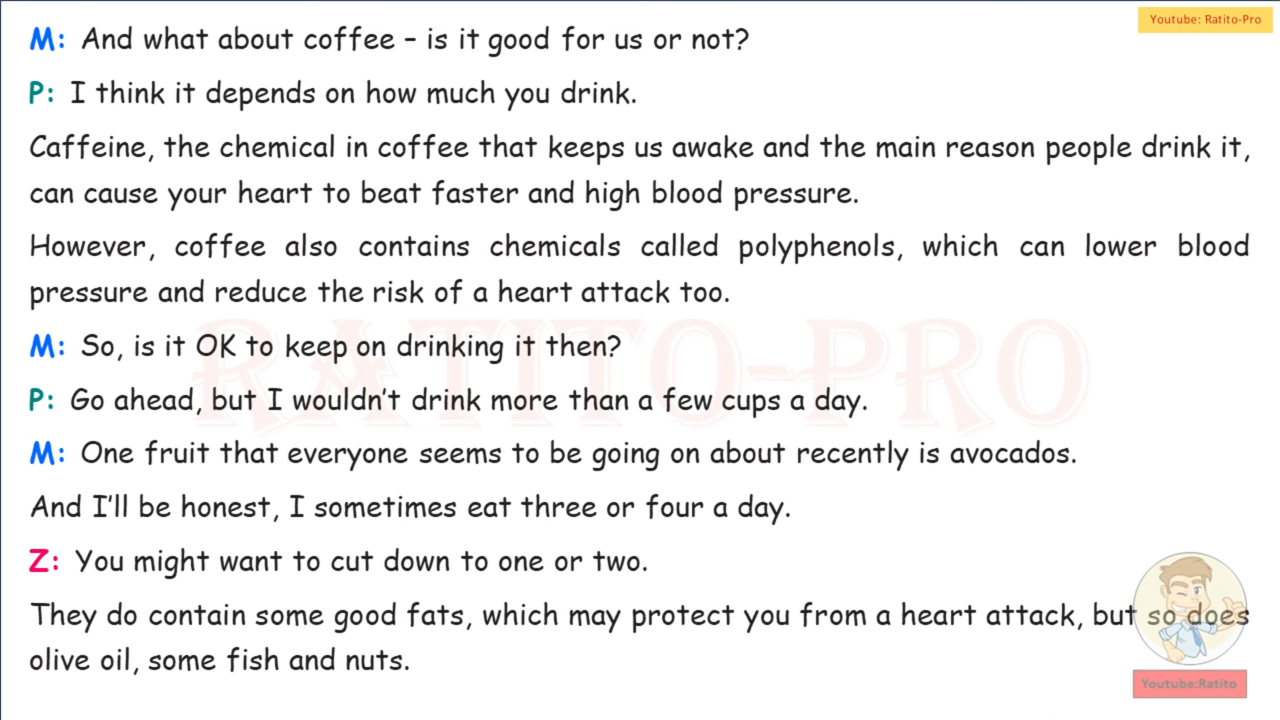 Youtube: Ratito-Pro
M: And what about coffee – is it good for us or not?
P: I think it depends on how much you drink.
Caffeine, the chemical in coffee that keeps us awake and the main reason people drink it,
can cause your heart to beat faster and high blood pressure.
However, coffee also contains chemicals called polyphenols, which can lower blood
pressure and reduce the risk of a heart attack too.
RATITO-PRO
M: So, is it OK to keep on drinking it then?
P: Go ahead, but I wouldn't drink more than a few cups a day.
M: One fruit that everyone seems to be going on about recently is avocados.
And I'll be honest, I sometimes eat three or four a day.
Z: You might want to cut down to one or two.
They do contain some good fats, which may protect you from a heart attack, but so does
olive oil, some fish and nuts.
Youtube:Ratito